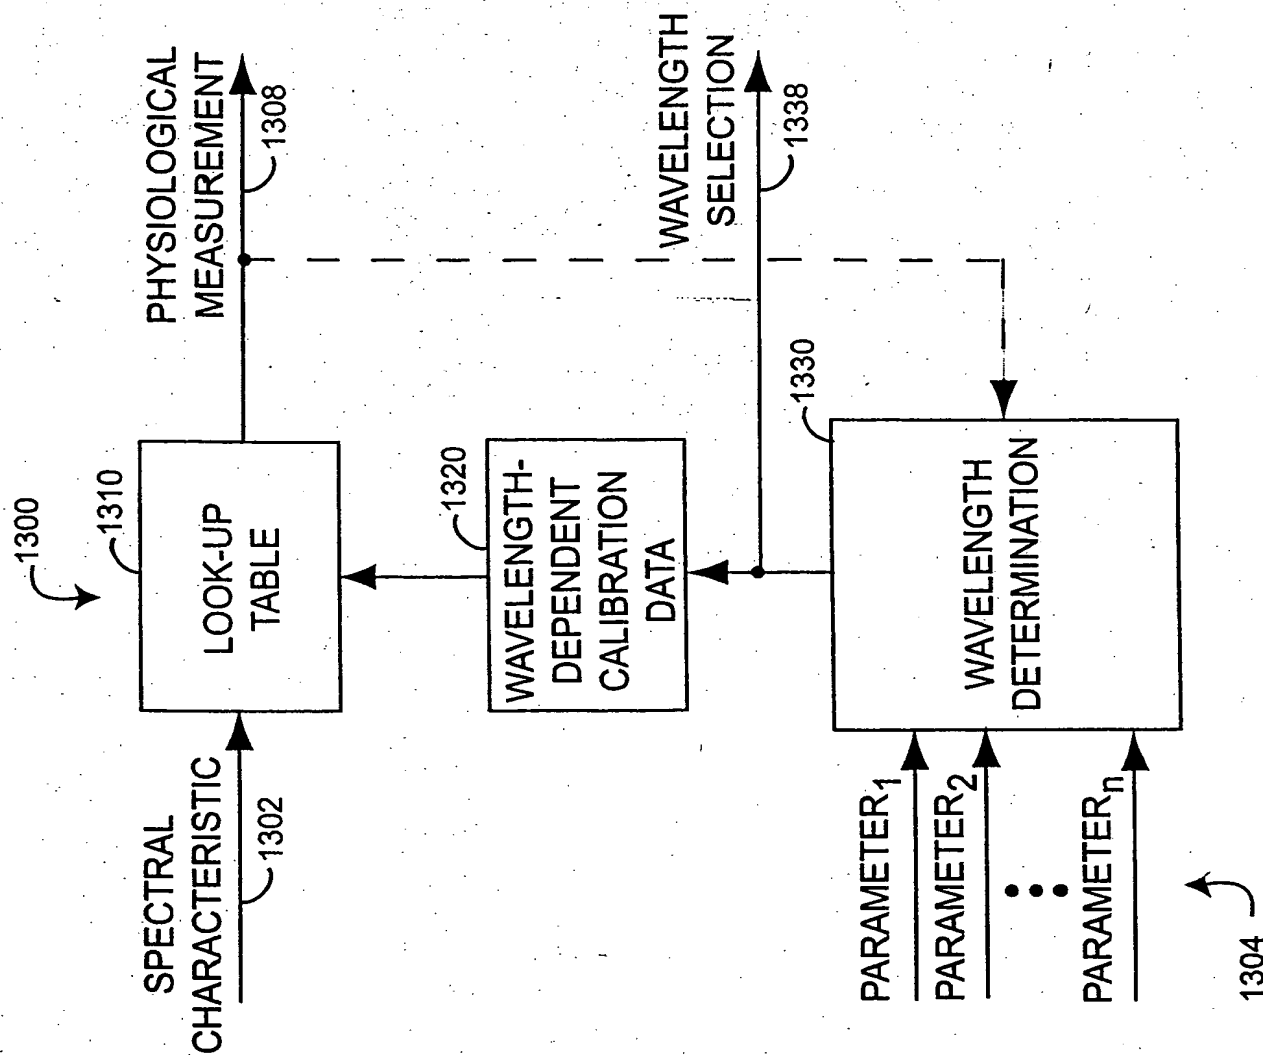 1300
SPECTRAL
CHARACTERISTIC
1302
1310
LOOK-UP
TABLE
PHYSIOLOGICAL
MEASUREMENT
1308
1320
WAVELENGTH-
DEPENDENT
CALIBRATION
DATA
WAVELENGTH
SELECTION
1338
1330
WAVELENGTH
DETERMINATION
PARAMETER1
PARAMETER2
PARAMETERn
1304